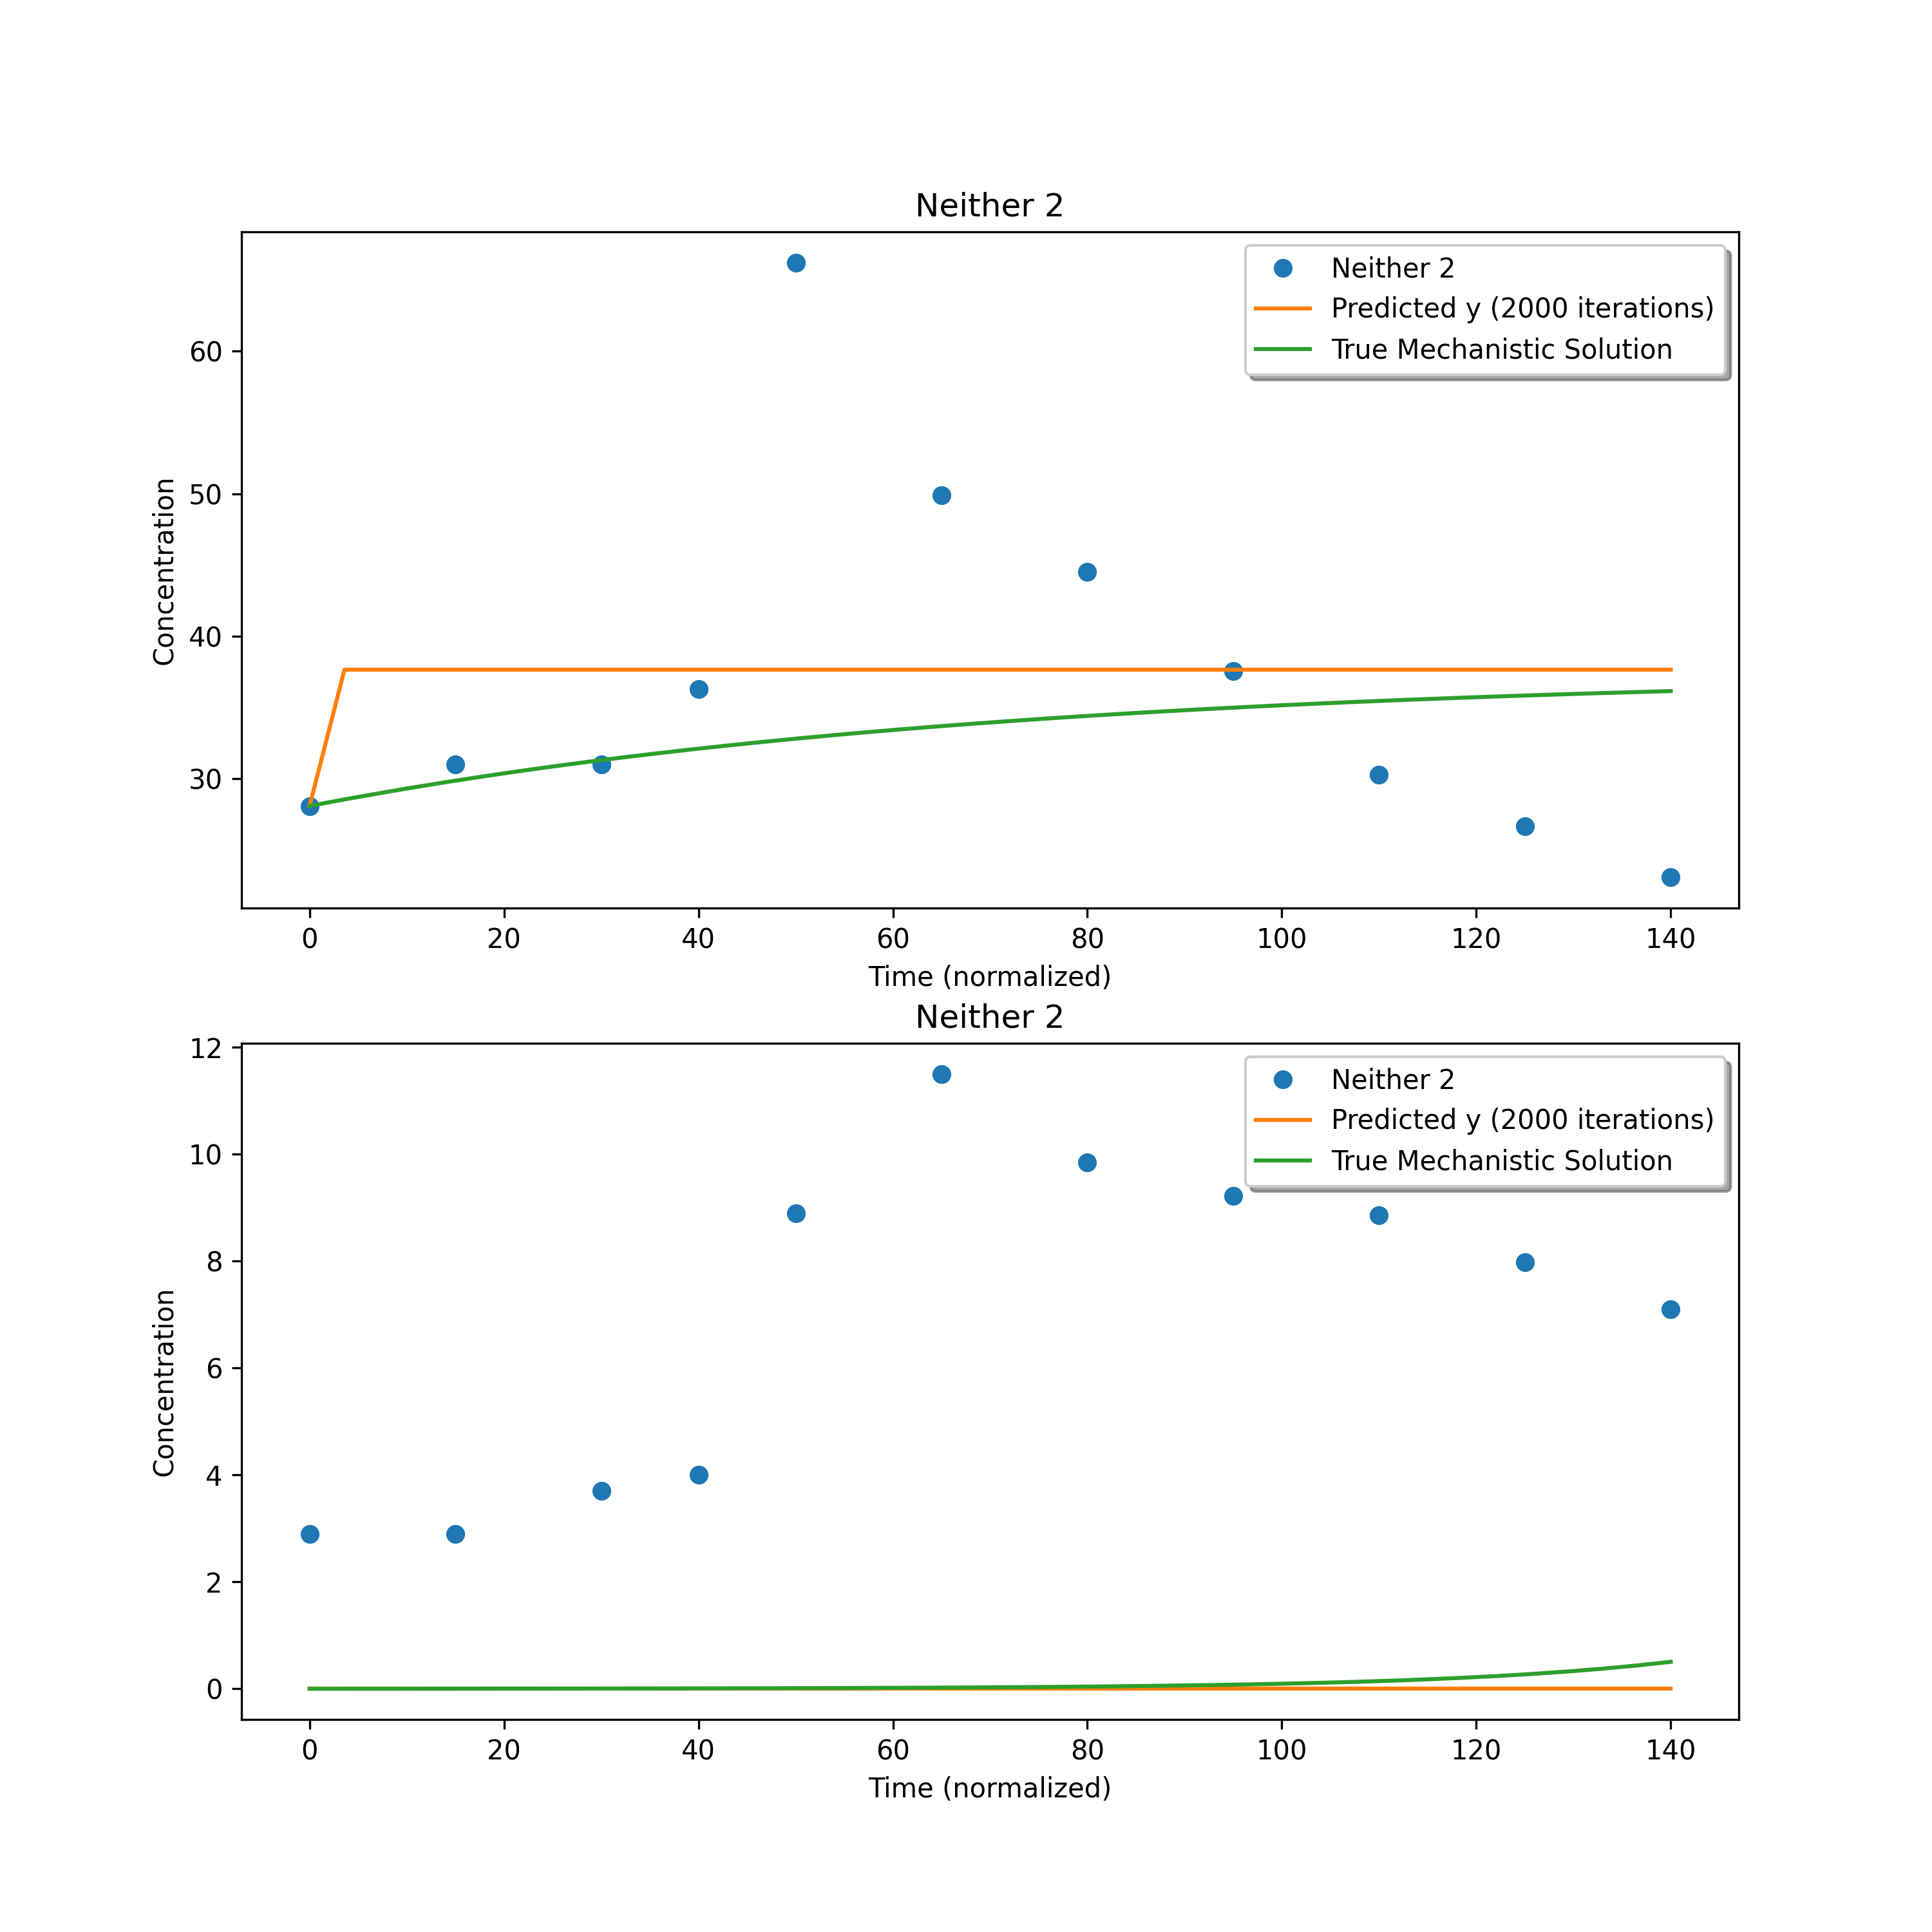 Neither 2
Neither 2
Predicted y (2000 iterations)
True Mechanistic Solution
Concentration
60
50
40
30
0 20 40 60 80 100 120 140
Time (normalized)
Neither 2
Neither 2
Predicted y (2000 iterations)
True Mechanistic Solution
Concentration
12
10
8
6
4
2
0
0 20 40 60 80 100 120 140
Time (normalized)